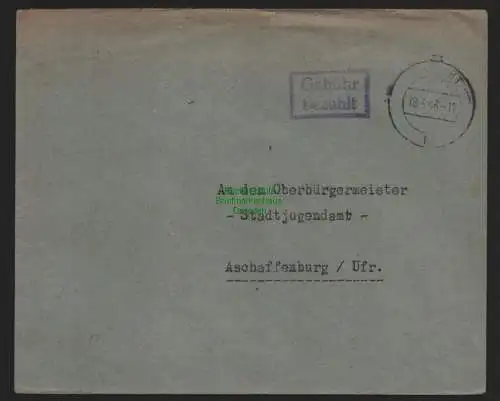 Gebühr
bezahlt
An den Oberbürgermeister
- Stadtjugendamt -
Aschaffenburg / Ufr.